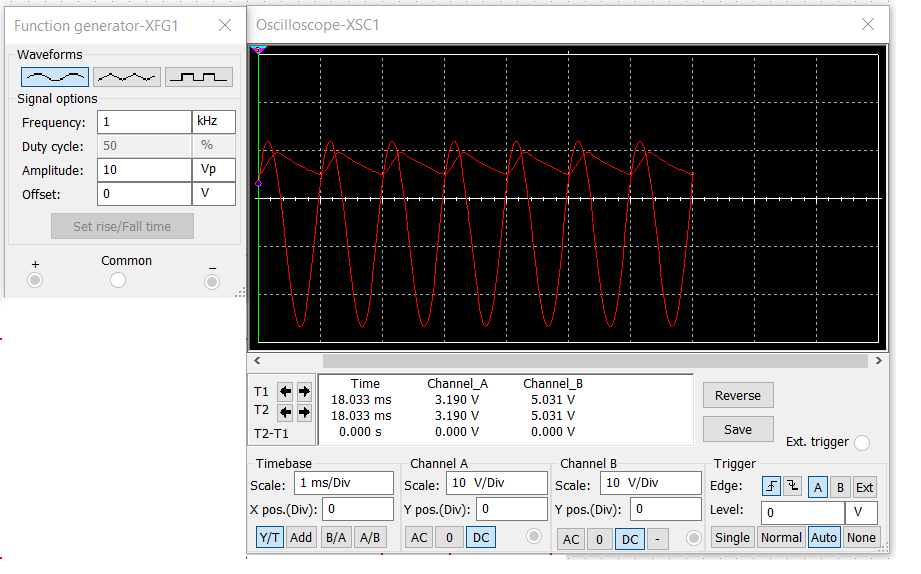 Function generator-XFG1
Waveforms
Signal options
Frequency: 1 kHz
Duty cycle: 50 %
Amplitude: 10 Vp
Offset: 0 V
Set rise/Fall time
+ Common −
Oscilloscope-XSC1
Time Channel_A Channel_B
T1 18.033 ms 3.190 V 5.031 V
T2 18.033 ms 3.190 V 5.031 V
T2-T1 0.000 s 0.000 V 0.000 V
Reverse
Save
Ext. trigger
Timebase
Scale: 1 ms/Div
X pos.(Div): 0
Y/T Add B/A A/B
Channel A
Scale: 10 V/Div
Y pos.(Div): 0
AC 0 DC
Channel B
Scale: 10 V/Div
Y pos.(Div): 0
AC 0 DC -
Trigger
Edge: A B Ext
Level: 0 V
Single Normal Auto None